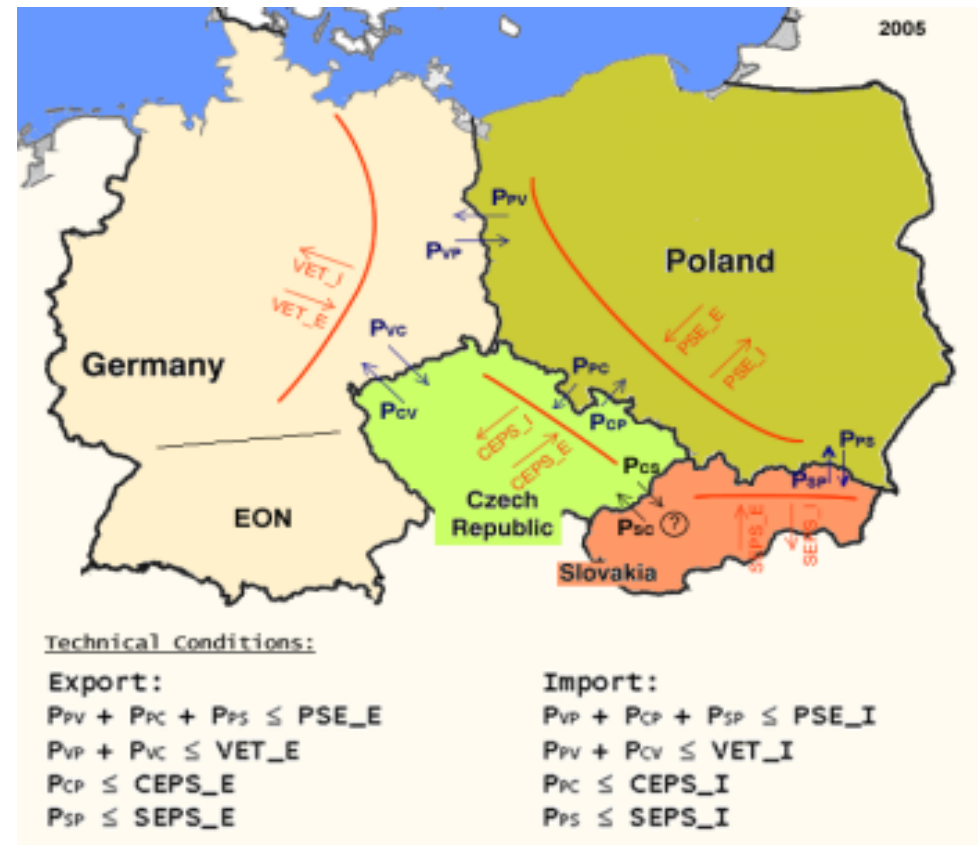 2005
PPV
PVP
Poland
VET_I
VET_E
PSE_E
PSE_I
PVC
Germany
PPC
PCV
PCP
CEPS_I
CEPS_E
PPS
PCS
PSP
Czech
Republic
EON
PSC ?
SEPS_E
SEPS_I
Slovakia
Technical Conditions:
Export:
PPV + PPC + PPS ≤ PSE_E
PVP + PVC ≤ VET_E
PCP ≤ CEPS_E
PSP ≤ SEPS_E
Import:
PVP + PCP + PSP ≤ PSE_I
PPV + PCV ≤ VET_I
PPC ≤ CEPS_I
PPS ≤ SEPS_I